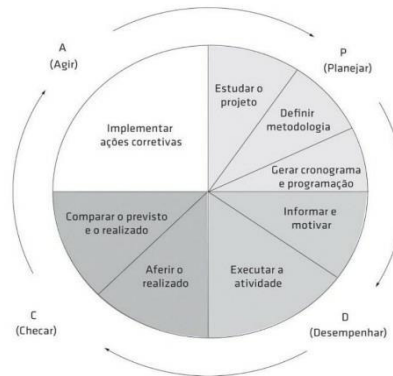 A
(Agir)
P
(Planejar)
Estudar o
projeto
Definir
metodologia
Gerar cronograma
e programação
Implementar
ações corretivas
Informar e
motivar
Comparar o previsto
e o realizado
Aferir o
realizado
Executar a
atividade
C
(Checar)
D
(Desempenhar)